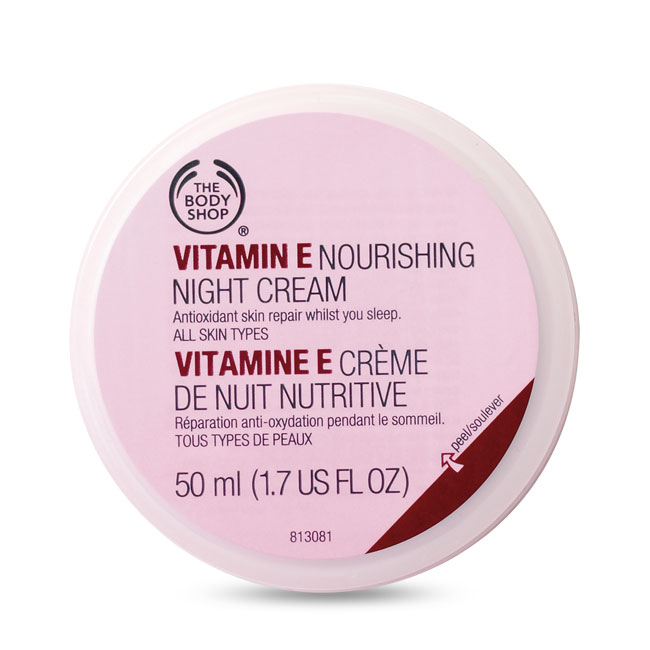 THE
BODY
SHOP
®
VITAMIN E NOURISHING
NIGHT CREAM
Antioxidant skin repair whilst you sleep.
ALL SKIN TYPES
VITAMINE E CRÈME
DE NUIT NUTRITIVE
Réparation anti-oxydation pendant le sommeil.
TOUS TYPES DE PEAUX
peel/soulever
50 ml (1.7 US FL OZ)
813081